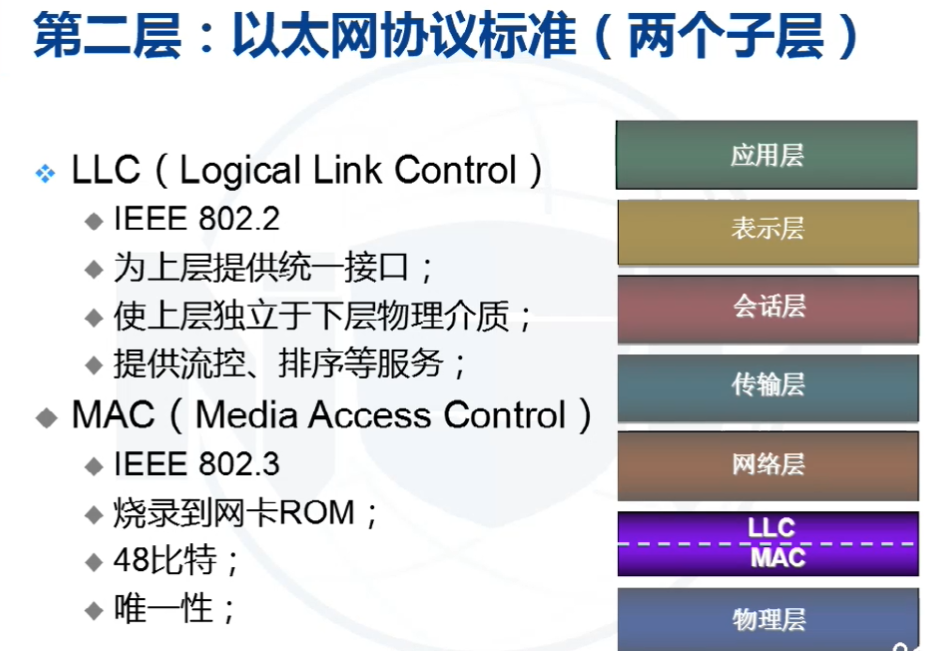 第二层：以太网协议标准（两个子层）
LLC（Logical Link Control）
IEEE 802.2
为上层提供统一接口；
使上层独立于下层物理介质；
提供流控、排序等服务；
MAC（Media Access Control）
IEEE 802.3
烧录到网卡ROM；
48比特；
唯一性；
应用层
表示层
会话层
传输层
网络层
LLC
MAC
物理层